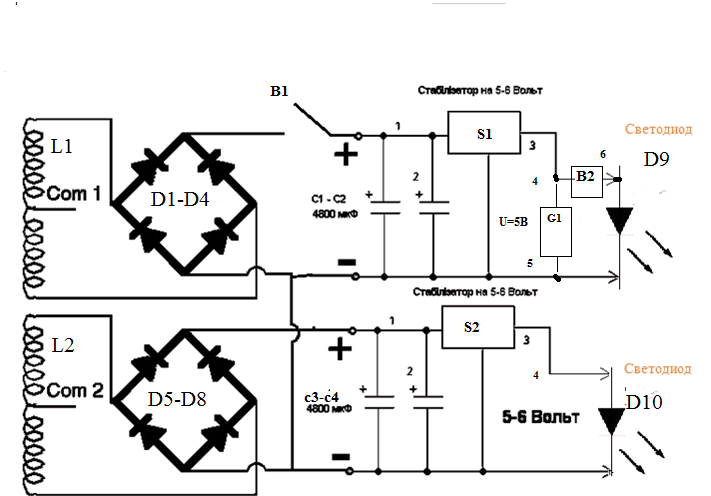 B1
Стабілізатор на 5-6 Вольт
L1
Com 1
D1-D4
1
2
C1 - C2
4800 мкФ
S1
3
4
B2
6
Светодиод
D9
U=5B
G1
5
Стабілізатор на 5-6 Вольт
L2
Com 2
D5-D8
1
2
c3-c4
4800 мкФ
S2
3
4
5-6 Вольт
Светодиод
D10